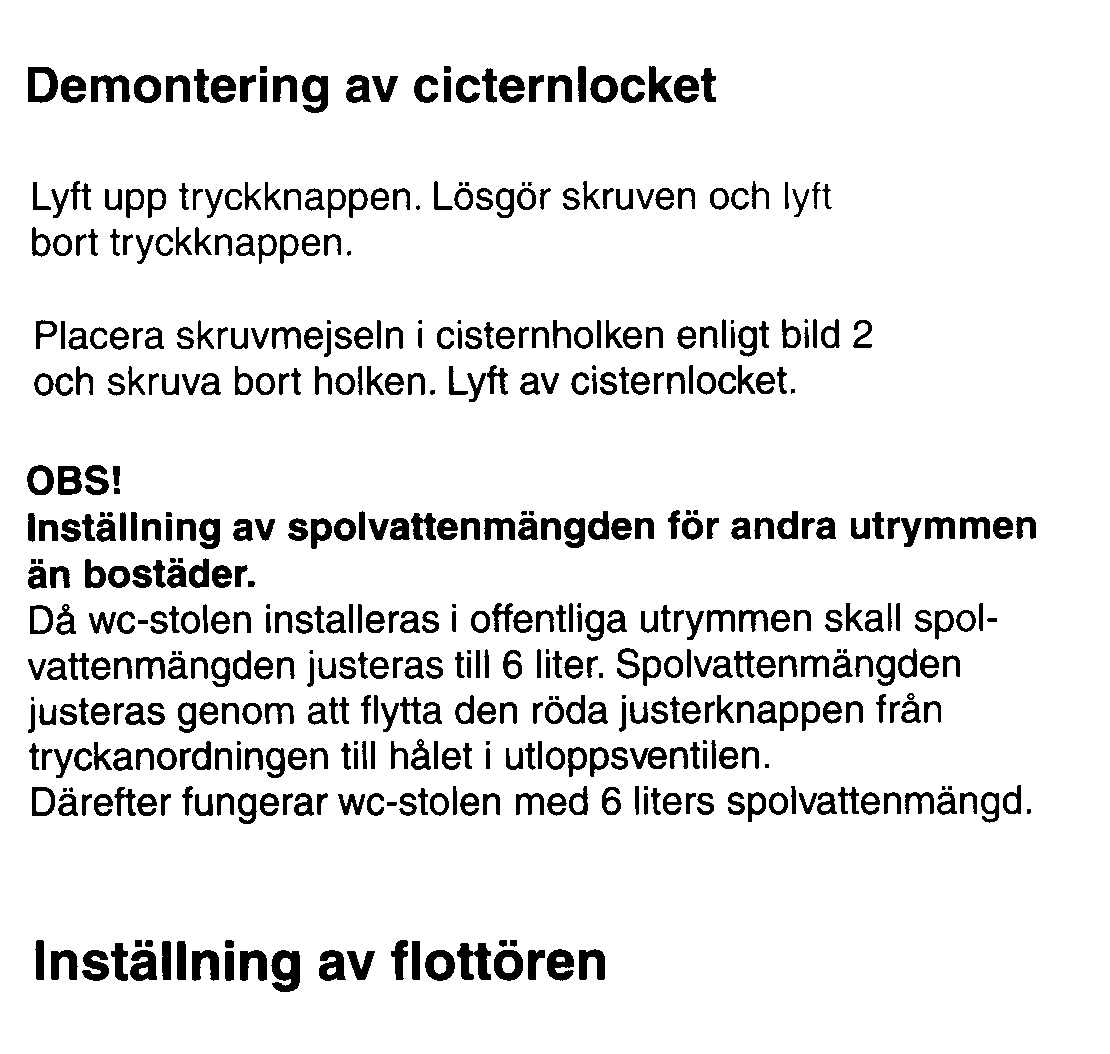 Demontering av cicternlocket
Lyft upp tryckknappen. Lösgör skruven och lyft
bort tryckknappen.
Placera skruvmejseln i cisternholken enligt bild 2
och skruva bort holken. Lyft av cisternlocket.
OBS!
Inställning av spolvattenmängden för andra utrymmen
än bostäder.
Då wc-stolen installeras i offentliga utrymmen skall spol-
vattenmängden justeras till 6 liter. Spolvattenmängden
justeras genom att flytta den röda justerknappen från
tryckanordningen till hålet i utloppsventilen.
Därefter fungerar wc-stolen med 6 liters spolvattenmängd.
Inställning av flottören